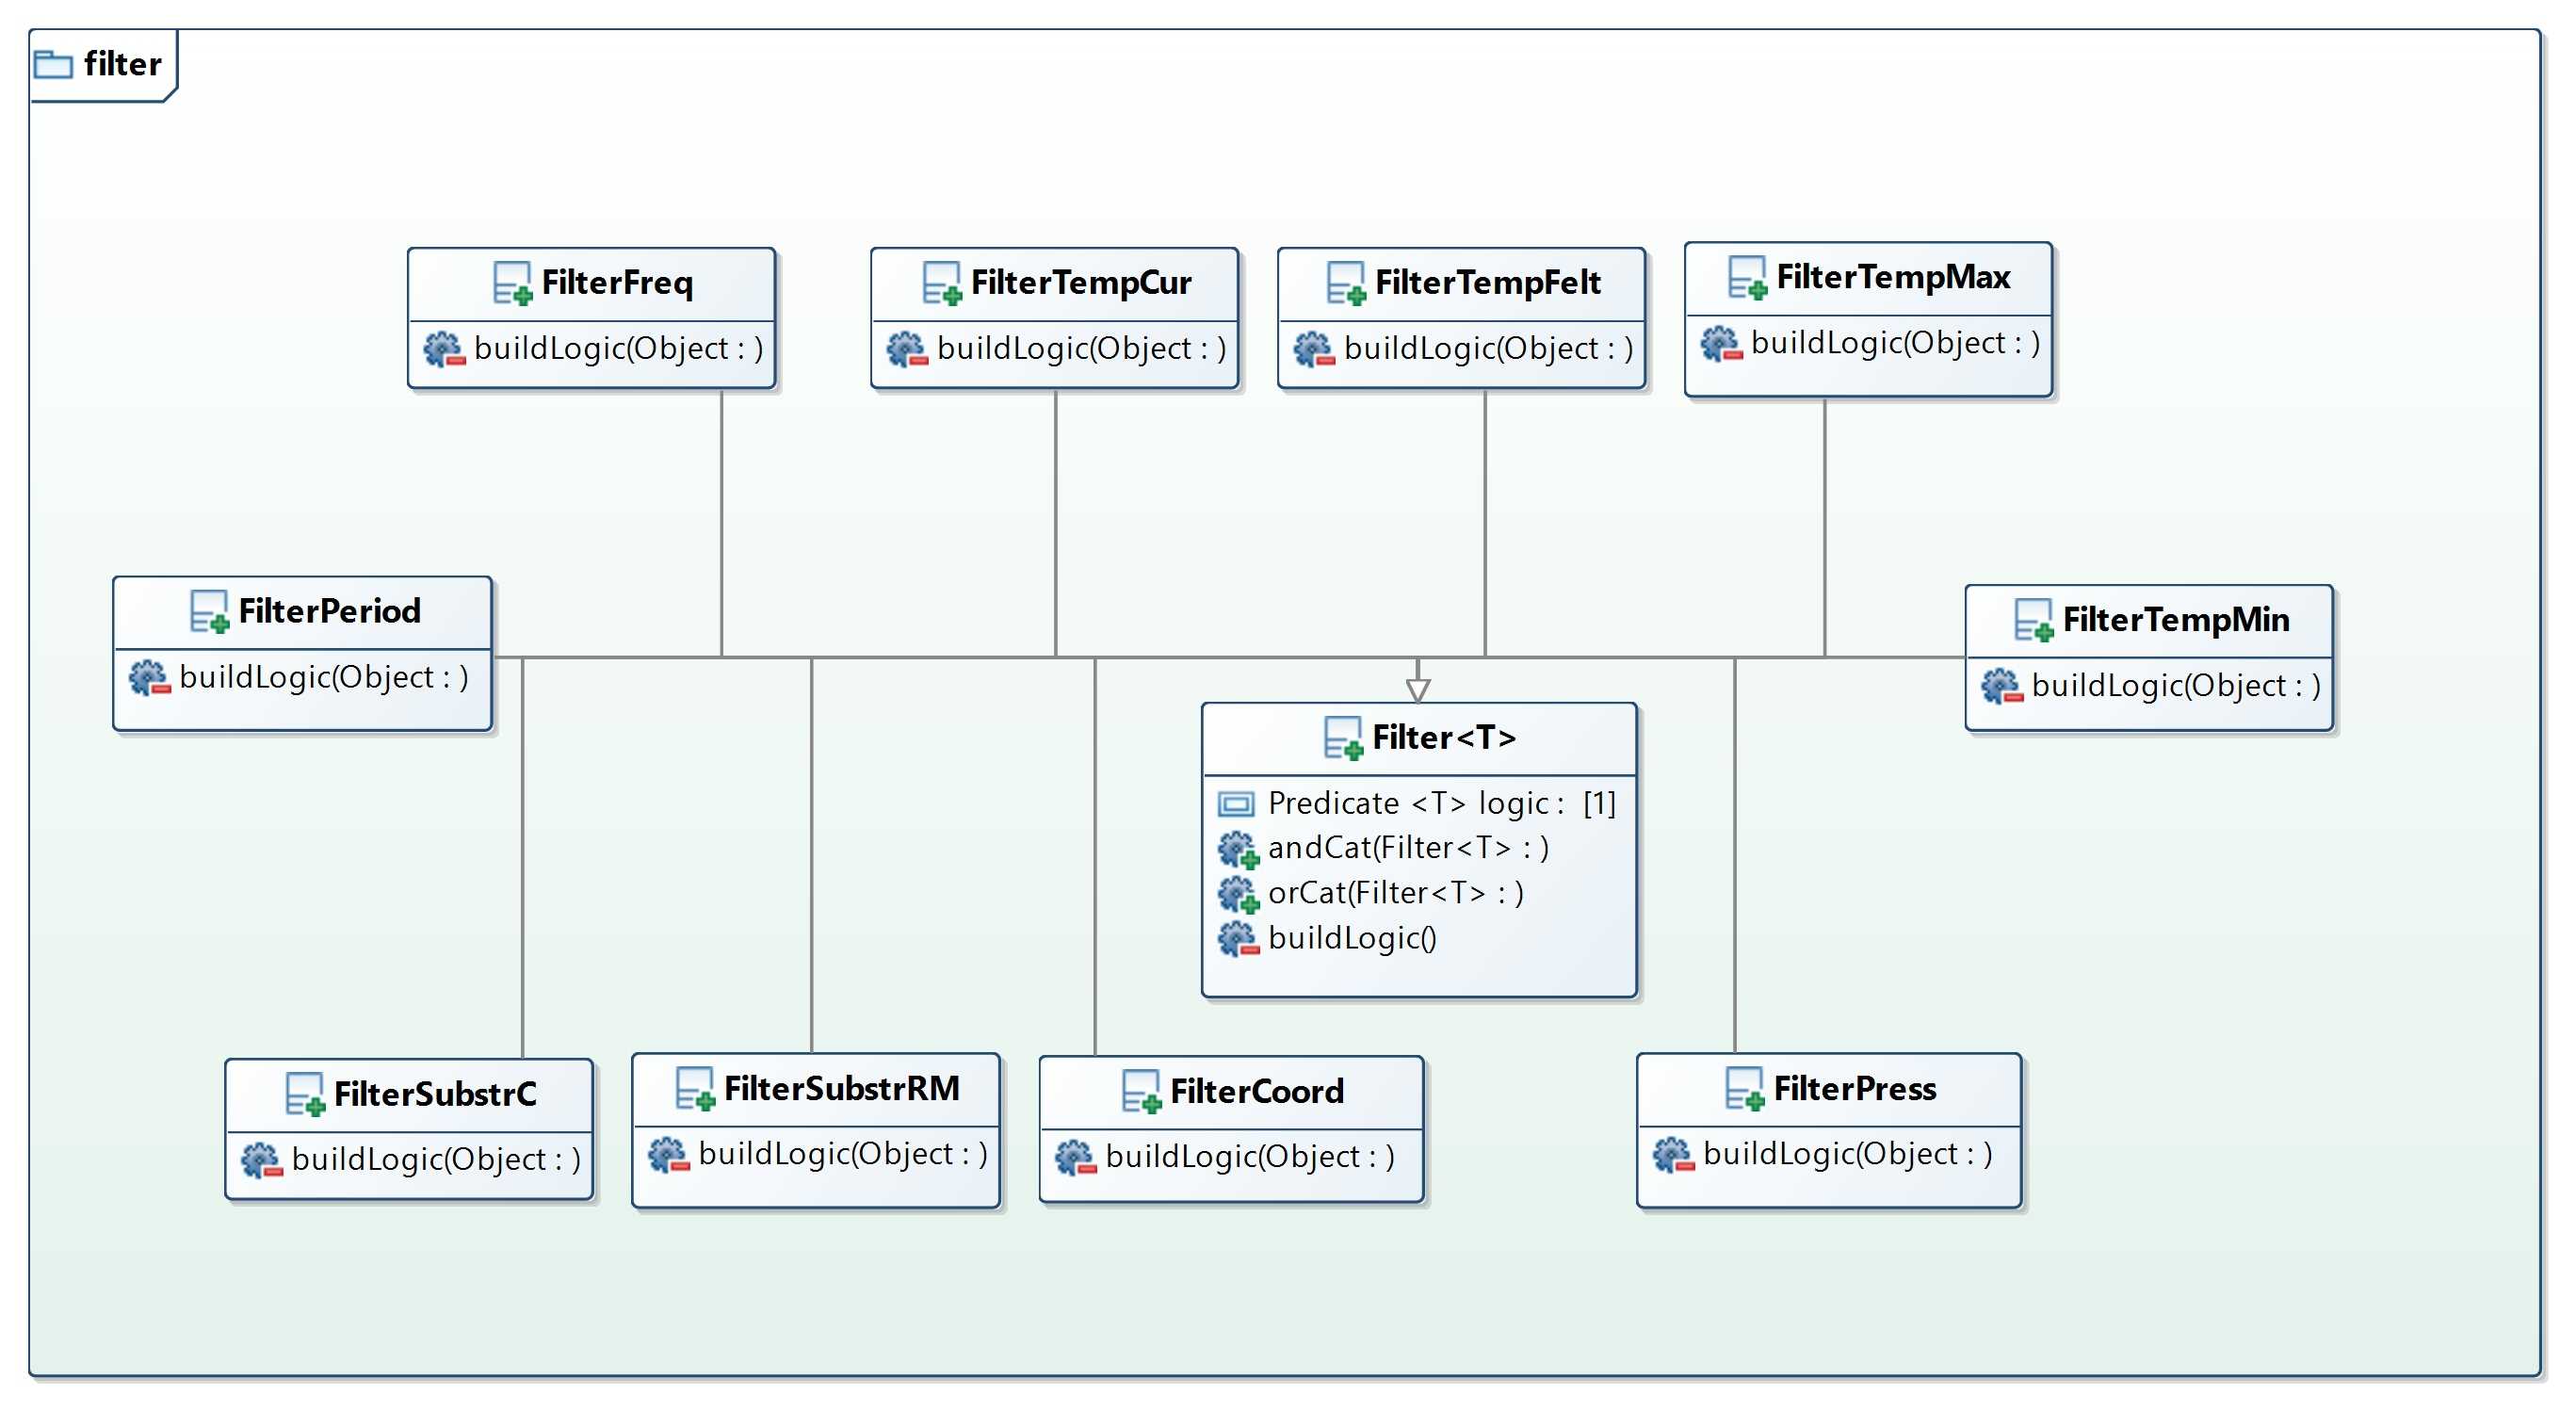 filter
FilterFreq
buildLogic(Object : )
FilterTempCur
buildLogic(Object : )
FilterTempFelt
buildLogic(Object : )
FilterTempMax
buildLogic(Object : )
FilterPeriod
buildLogic(Object : )
FilterTempMin
buildLogic(Object : )
Filter<T>
Predicate <T> logic :  [1]
andCat(Filter<T> : )
orCat(Filter<T> : )
buildLogic()
FilterSubstrC
buildLogic(Object : )
FilterSubstrRM
buildLogic(Object : )
FilterCoord
buildLogic(Object : )
FilterPress
buildLogic(Object : )